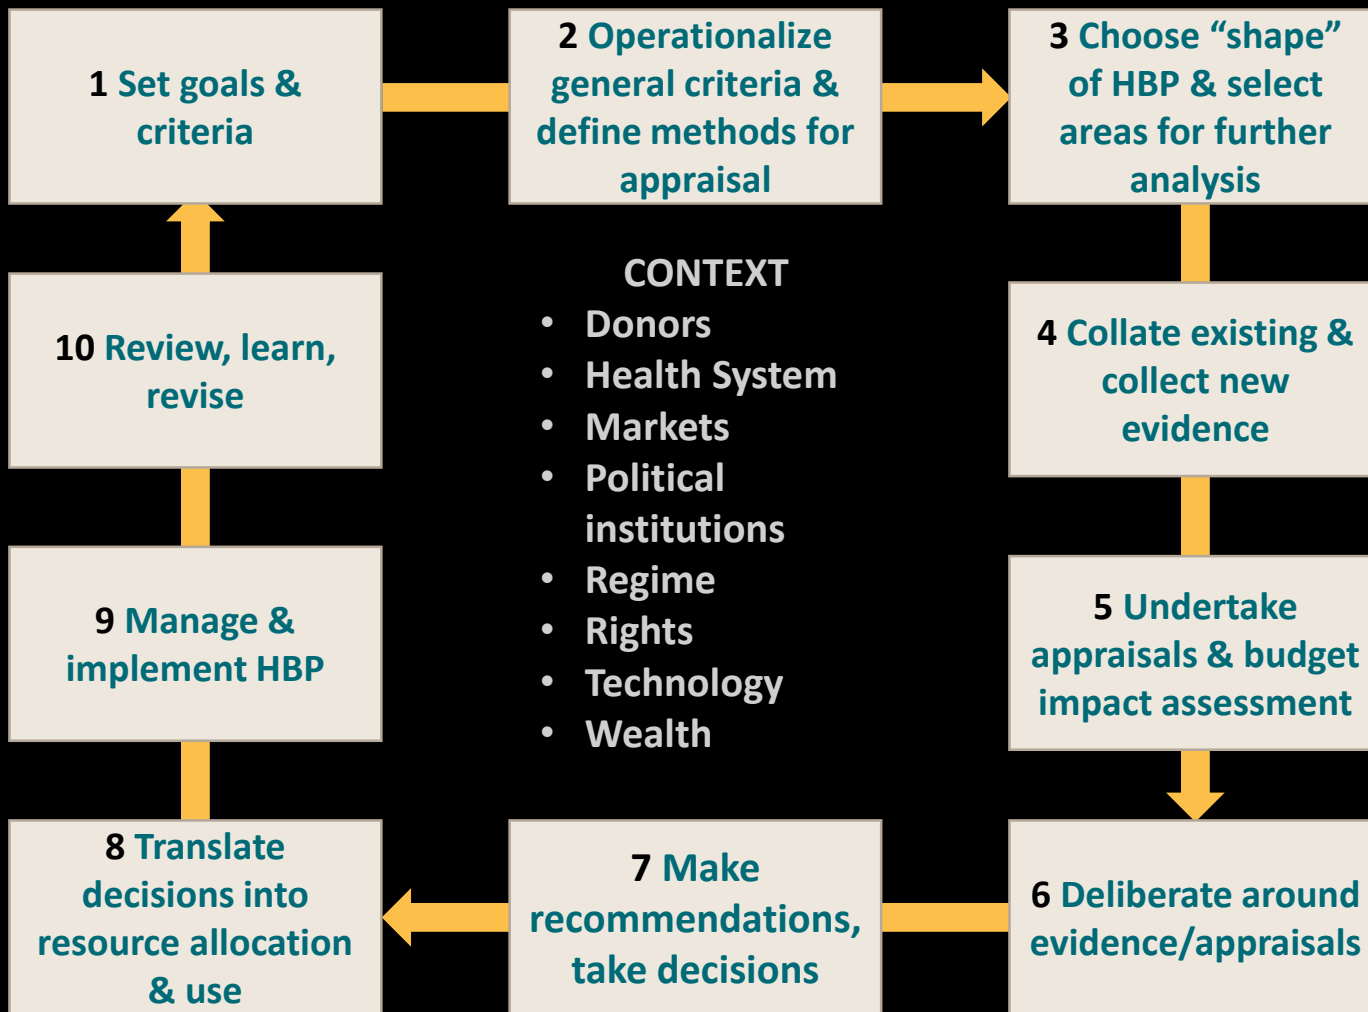 1 Set goals &
criteria
2 Operationalize
general criteria &
define methods for
appraisal
3 Choose “shape”
of HBP & select
areas for further
analysis
4 Collate existing &
collect new
evidence
5 Undertake
appraisals & budget
impact assessment
6 Deliberate around
evidence/appraisals
7 Make
recommendations,
take decisions
8 Translate
decisions into
resource allocation
& use
9 Manage &
implement HBP
10 Review, learn,
revise
CONTEXT
• Donors
• Health System
• Markets
• Political
institutions
• Regime
• Rights
• Technology
• Wealth